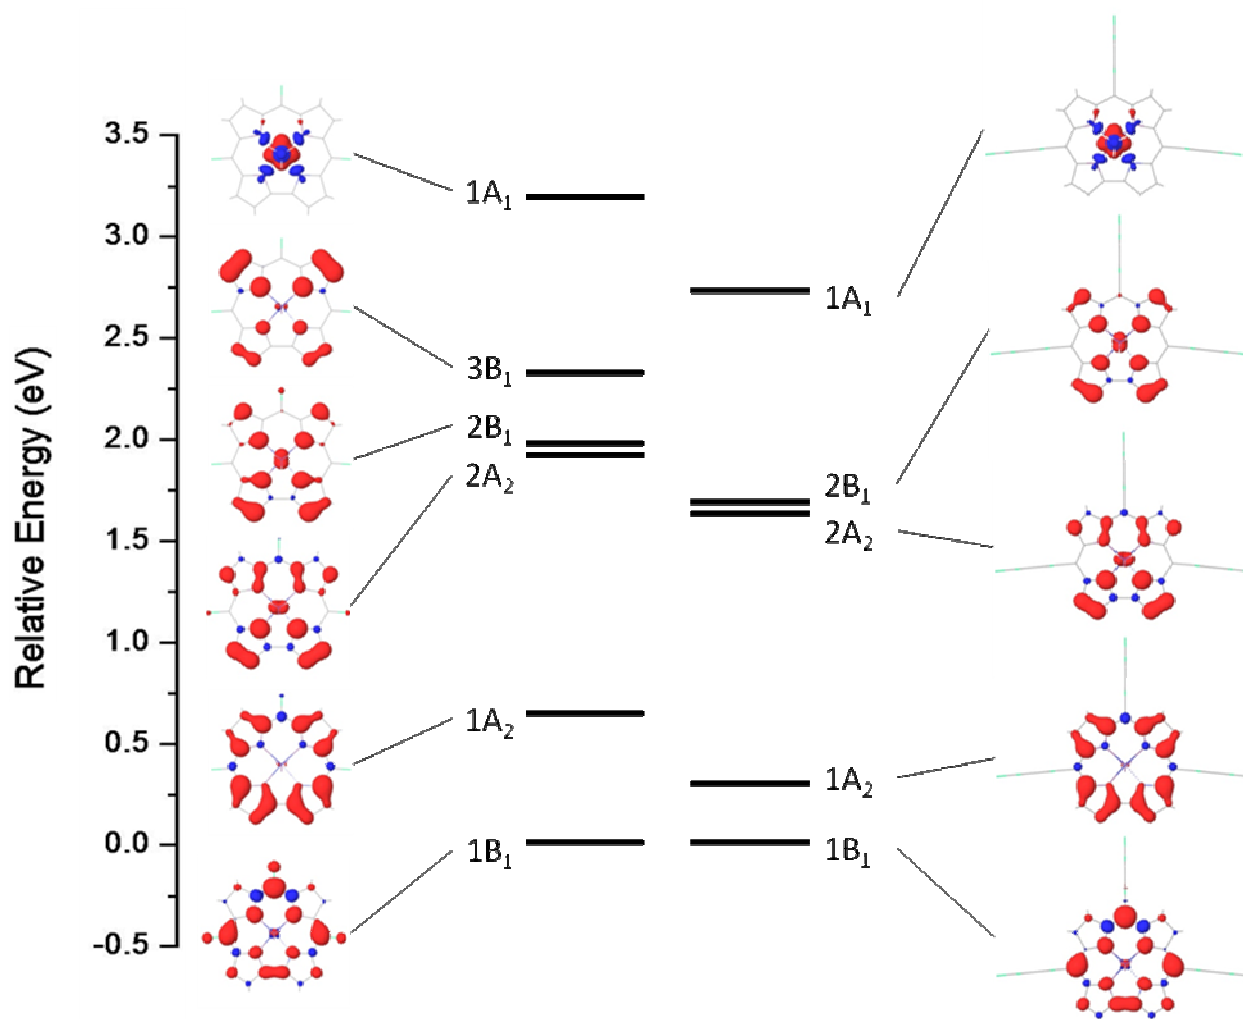 Relative Energy (eV)
3.5
3.0
2.5
2.0
1.5
1.0
0.5
0.0
-0.5
1A₁
3B₁
2B₁
2A₂
1A₂
1B₁
1A₁
2B₁
2A₂
1A₂
1B₁